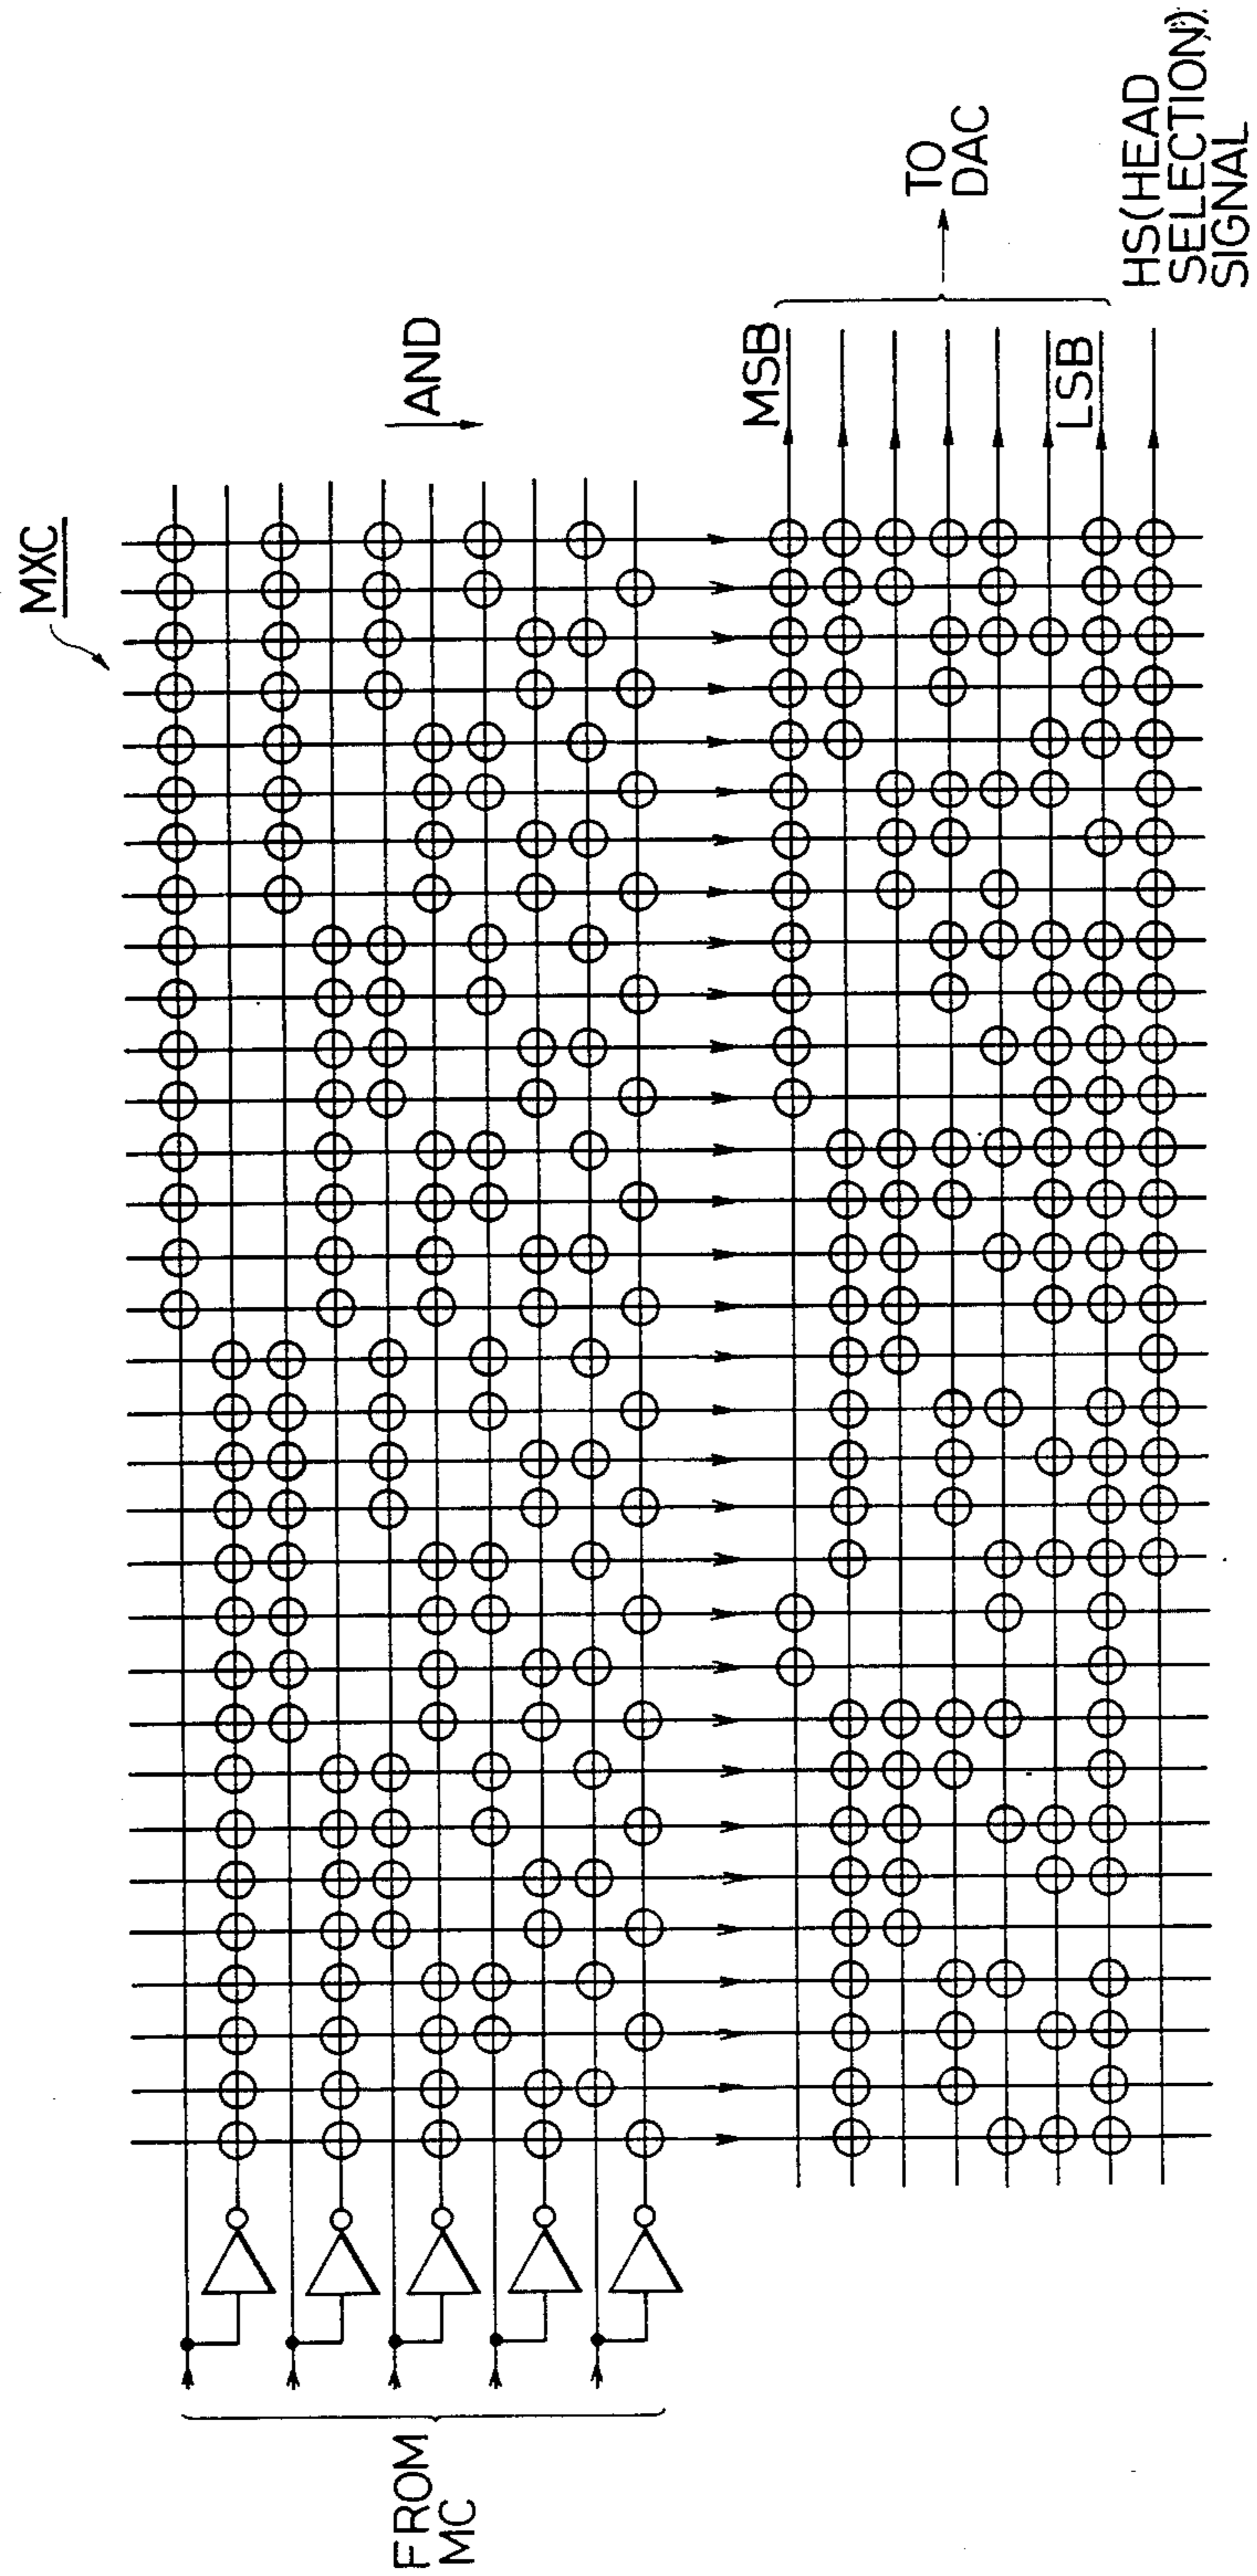 MXC
AND
MSB
LSB
TO
DAC
HS(HEAD
SELECTION)
SIGNAL
FROM
MC